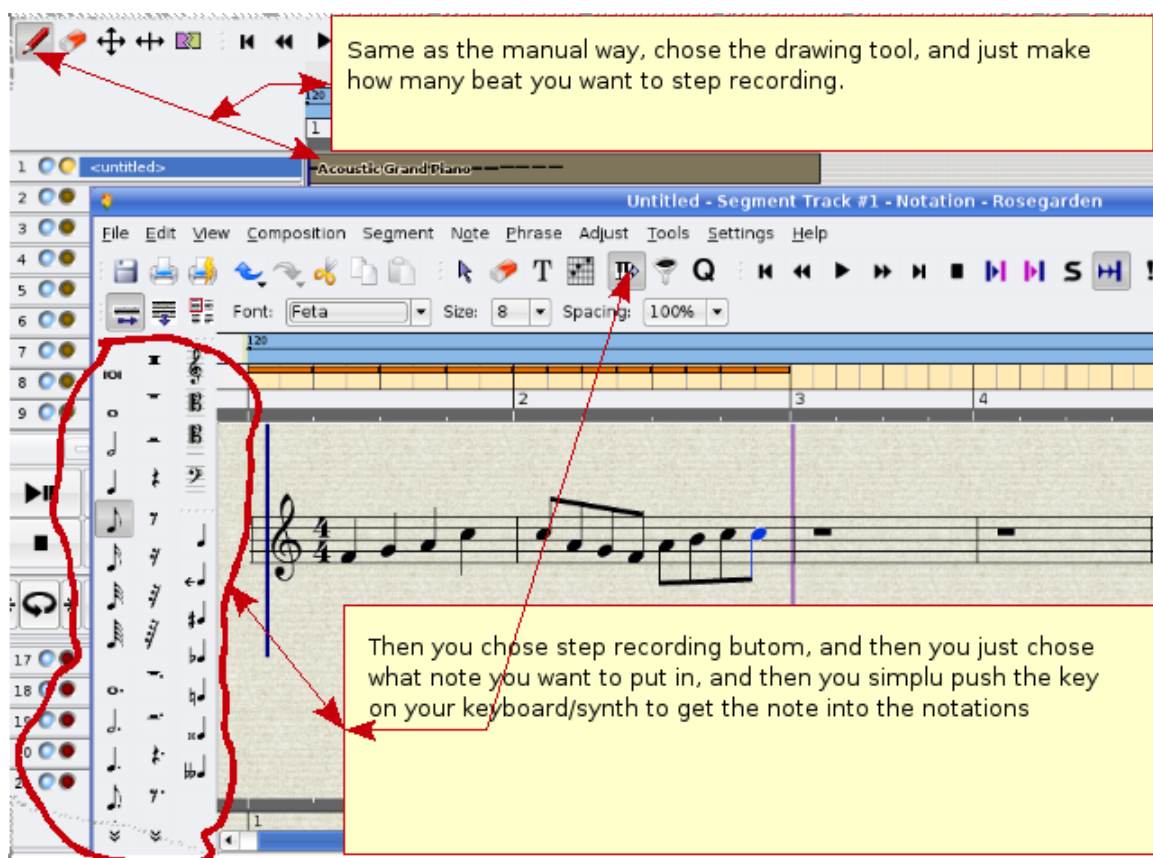 Same as the manual way, chose the drawing tool, and just make
how many beat you want to step recording.
120
1
1 <untitled> Acoustic Grand Piano
2
Untitled - Segment Track #1 - Notation - Rosegarden
3
File Edit View Composition Segment Note Phrase Adjust Tools Settings Help
4
T Q S !
5
6
Font: Feta Size: 8 Spacing: 100%
7
120
8
9
2 3 4
4
4
Then you chose step recording butom, and then you just chose
what note you want to put in, and then you simplu push the key
on your keyboard/synth to get the note into the notations
17
18
19
1